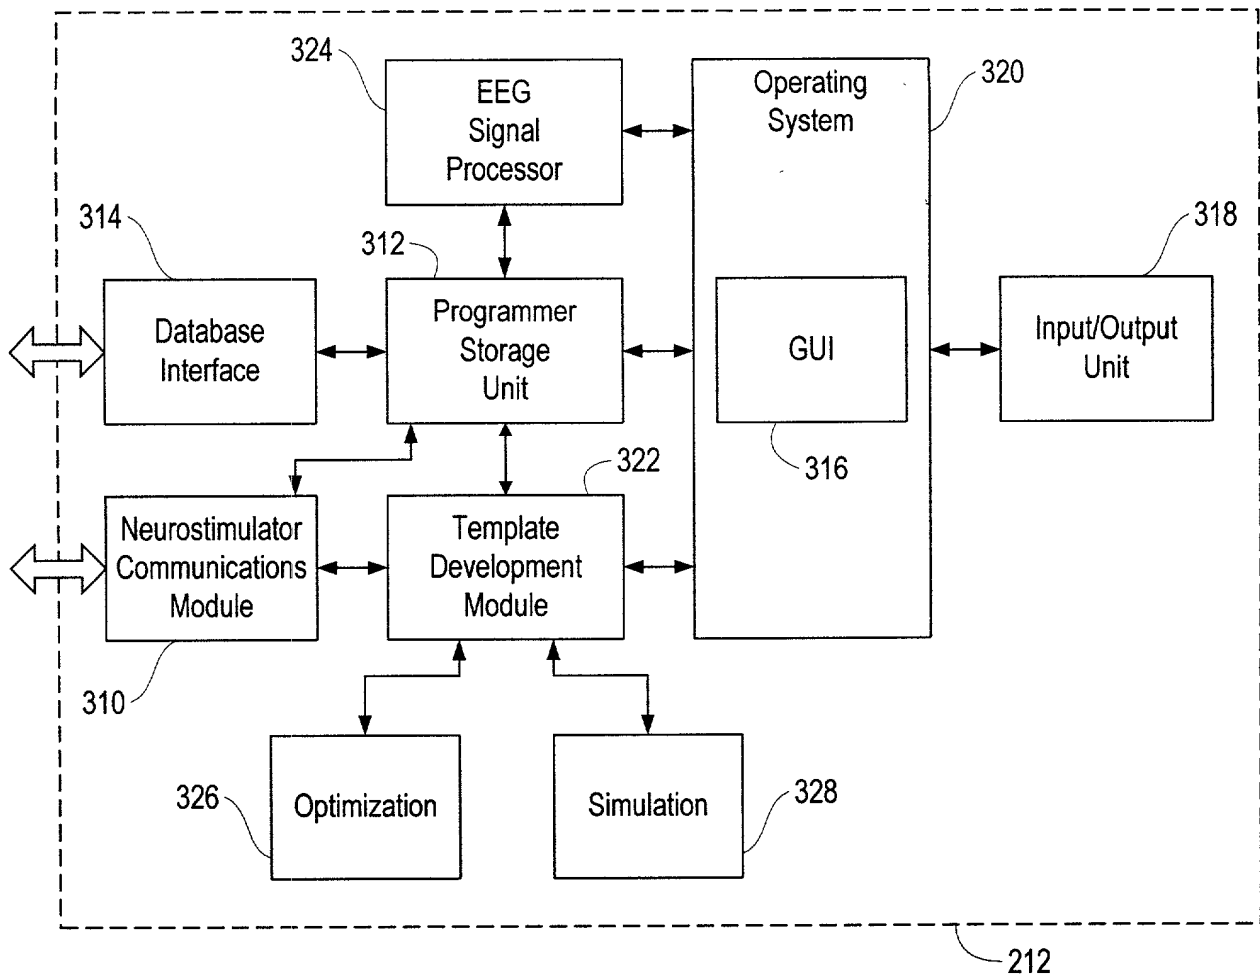 324
EEG
Signal
Processor
Operating
System
320
314
312
318
Database
Interface
Programmer
Storage
Unit
GUI
Input/Output
Unit
316
322
Neurostimulator
Communications
Module
Template
Development
Module
310
326
Optimization
Simulation
328
212